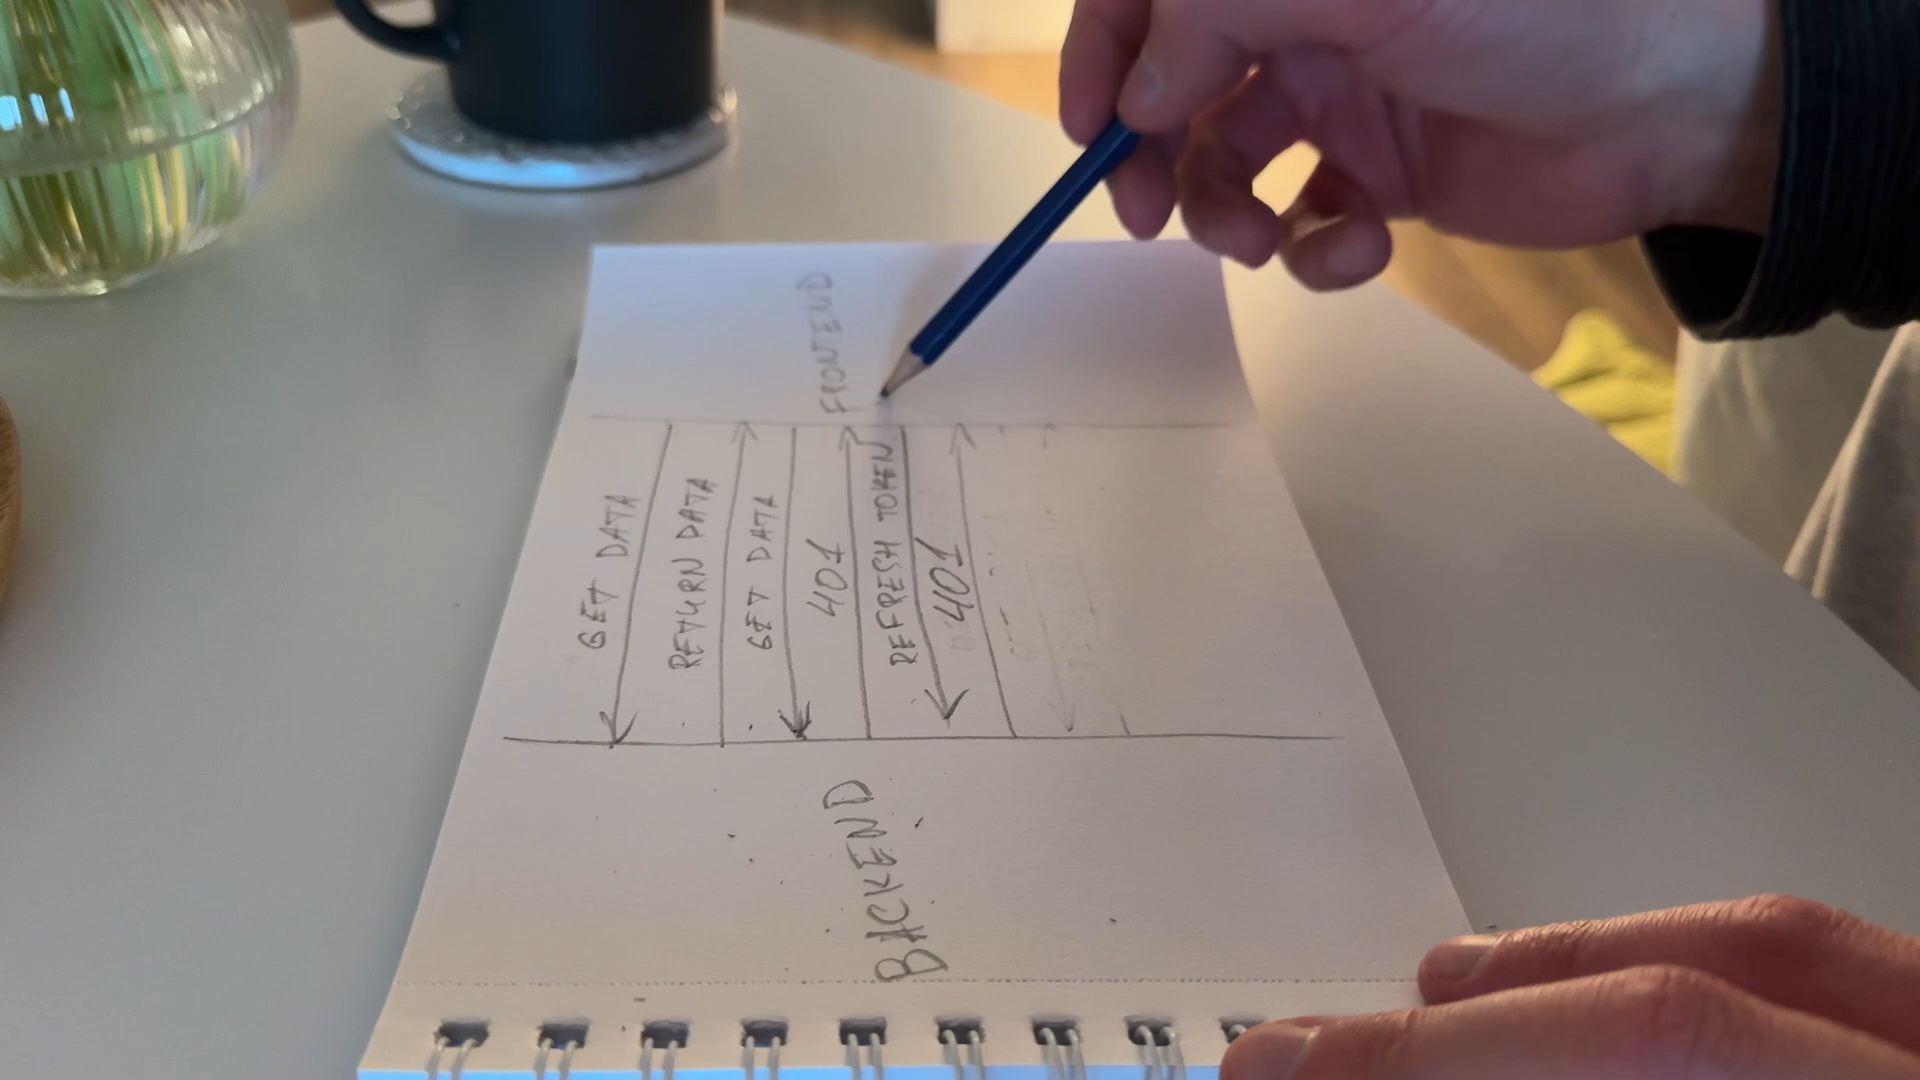 FRONTEND
GET DATA
RETURN DATA
GET DATA
401
REFRESH TOKEN
401
BACKEND